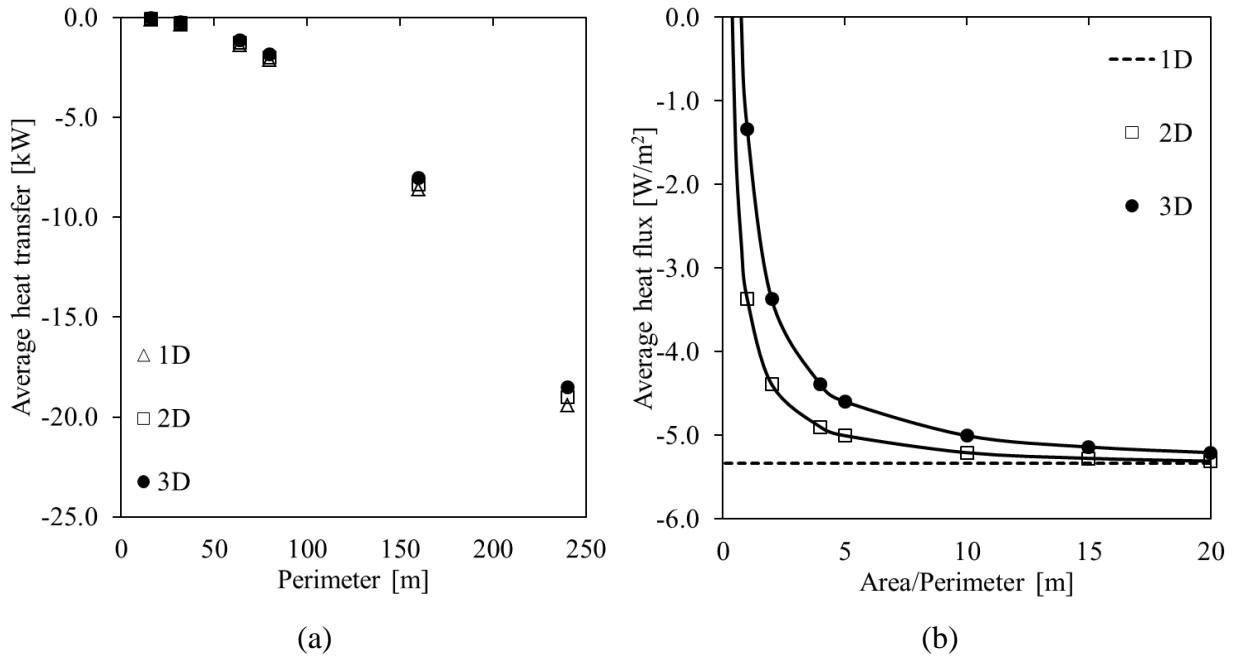 0.0
-5.0
-10.0
-15.0
-20.0
-25.0
Average heat transfer [kW]
1D
2D
3D
0 50 100 150 200 250
Perimeter [m]
(a)
0.0
-1.0
-2.0
-3.0
-4.0
-5.0
-6.0
Average heat flux [W/m²]
1D
2D
3D
0 5 10 15 20
Area/Perimeter [m]
(b)